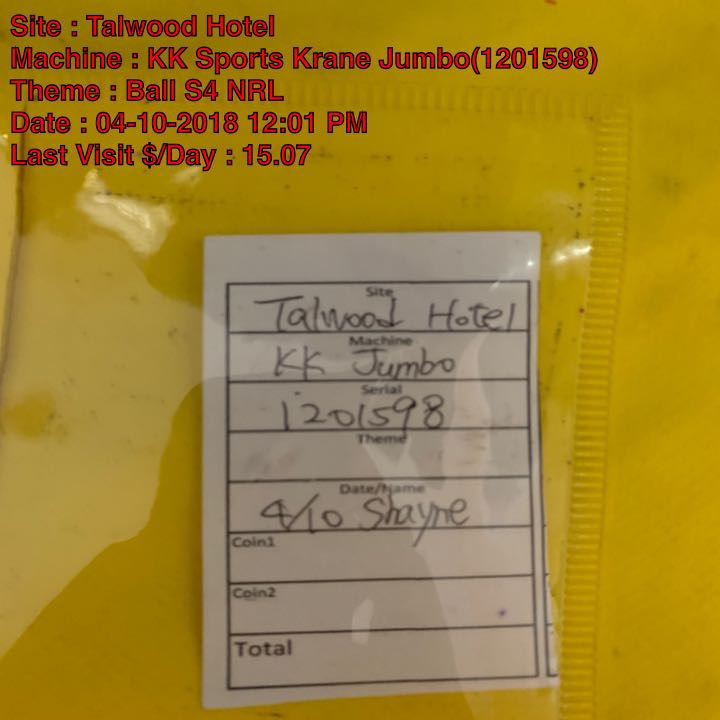 Site : Talwood Hotel
Machine : KK Sports Krane Jumbo(1201598)
Theme : Ball S4 NRL
Date : 04-10-2018 12:01 PM
Last Visit $/Day : 15.07
Site
Talwood Hotel
Machine
KK Jumbo
Serial
1201598
Theme
Date/Name
4/10 Shayne
Coin1
Coin2
Total